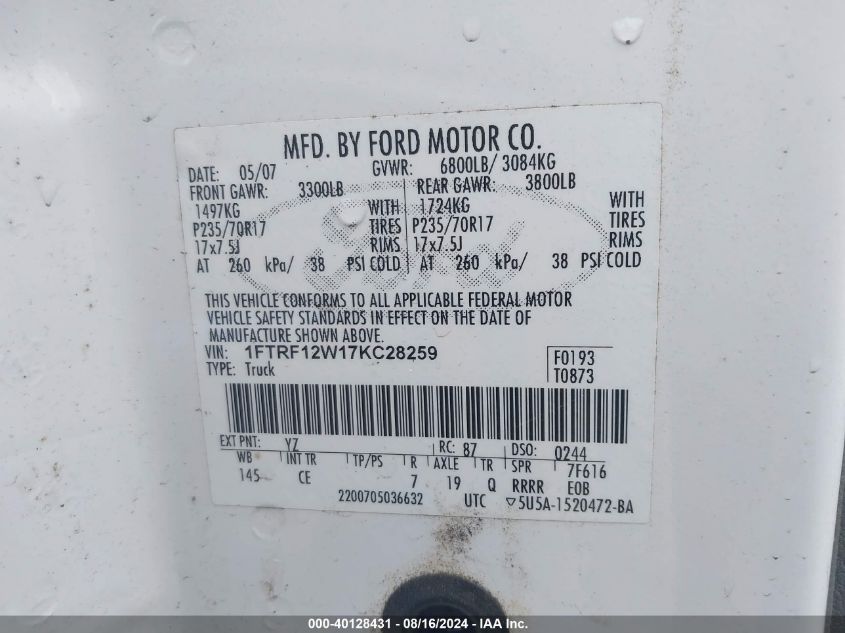 MFD. BY FORD MOTOR CO.
DATE: 05/07 GVWR: 6800LB/ 3084KG
FRONT GAWR: 3300LB REAR GAWR: 3800LB
1497KG WITH 1724KG WITH
P235/70R17 TIRES P235/70R17 TIRES
17x7.5J RIMS 17x7.5J RIMS
AT 260 kPa/ 38 PSI COLD AT 260 kPa/ 38 PSI COLD
Ford
THIS VEHICLE CONFORMS TO ALL APPLICABLE FEDERAL MOTOR
VEHICLE SAFETY STANDARDS IN EFFECT ON THE DATE OF
MANUFACTURE SHOWN ABOVE.
VIN: 1FTRF12W17KC28259 F0193
TYPE: Truck T0873
EXT PNT: YZ RC: 87 DSO: 0244
WB INT TR TP/PS R AXLE TR SPR 7F616
145 CE 7 19 Q RRRR EOB
2200705036632 UTC ▽5U5A-1520472-BA
000-40128431 - 08/16/2024 - IAA Inc.